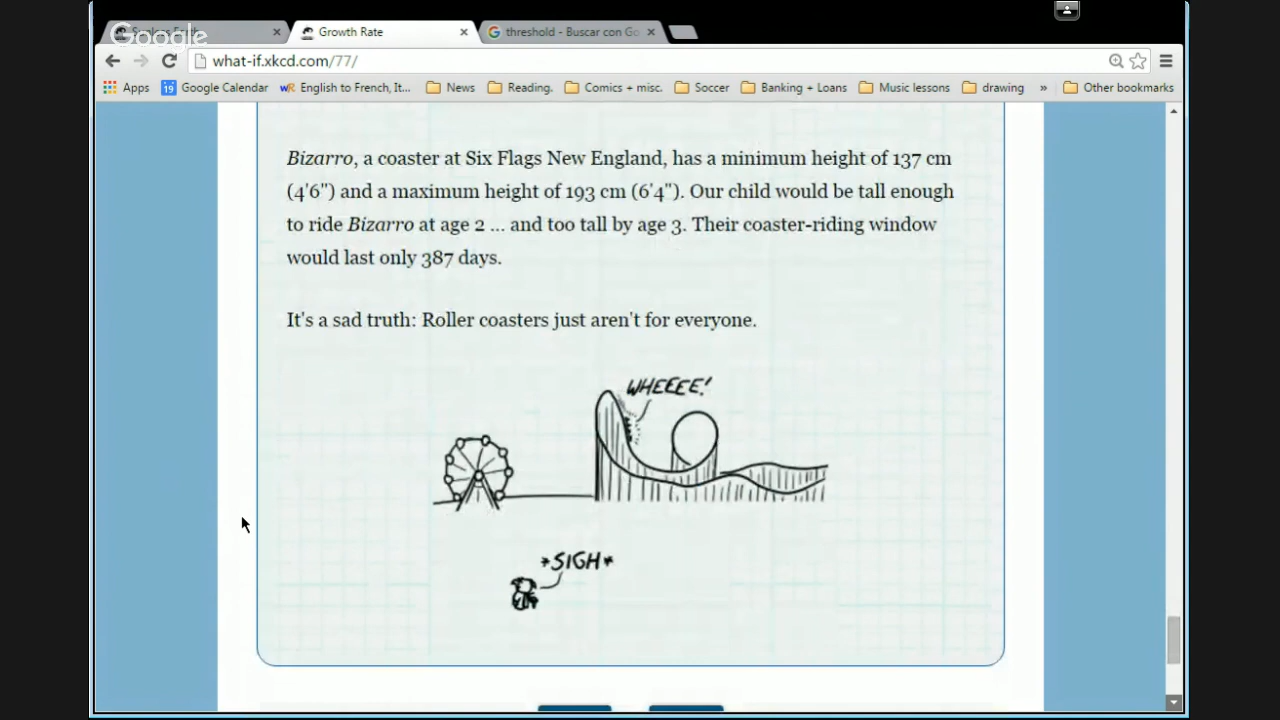 Google
Growth Rate
threshold - Buscar con Go
what-if.xkcd.com/77/
Apps
19 Google Calendar
wR English to French, It...
News
Reading.
Comics + misc.
Soccer
Banking + Loans
Music lessons
drawing
»
Other bookmarks
Bizarro, a coaster at Six Flags New England, has a minimum height of 137 cm
(4'6") and a maximum height of 193 cm (6'4"). Our child would be tall enough
to ride Bizarro at age 2 ... and too tall by age 3. Their coaster-riding window
would last only 387 days.
It's a sad truth: Roller coasters just aren't for everyone.
WHEEEE!
*SIGH*